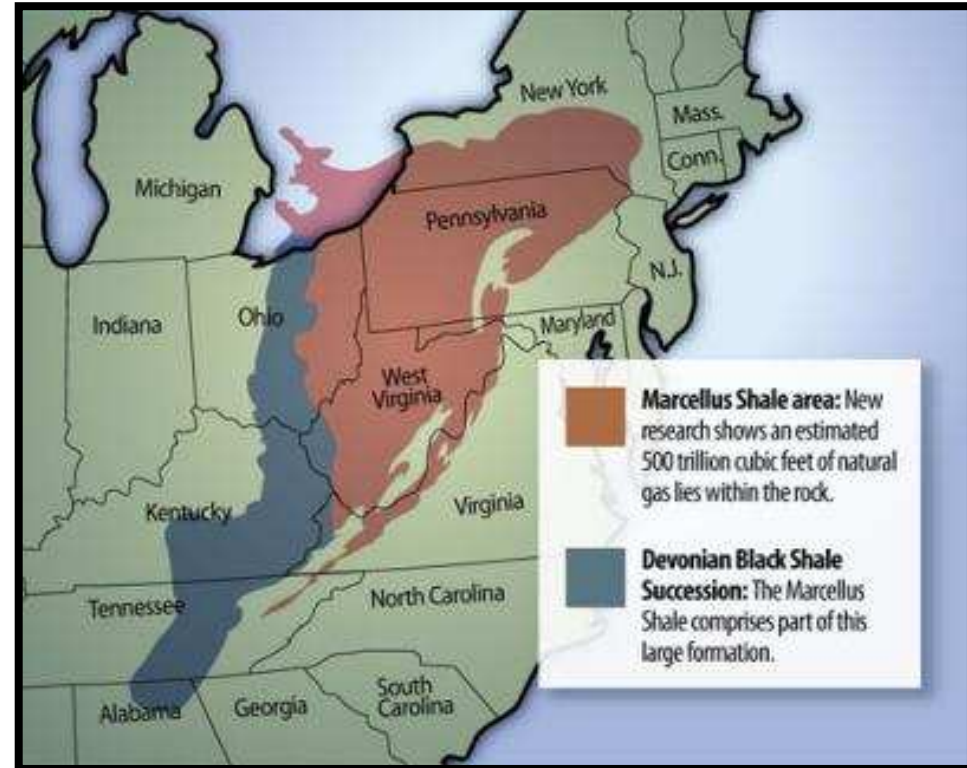 New York
Mass.
Conn.
Michigan
Pennsylvania
N.J.
Indiana
Ohio
Maryland
West
Virginia
Virginia
Kentucky
Tennessee
North Carolina
South
Carolina
Alabama
Georgia
Marcellus Shale area: New
research shows an estimated
500 trillion cubic feet of natural
gas lies within the rock.
Devonian Black Shale
Succession: The Marcellus
Shale comprises part of this
large formation.